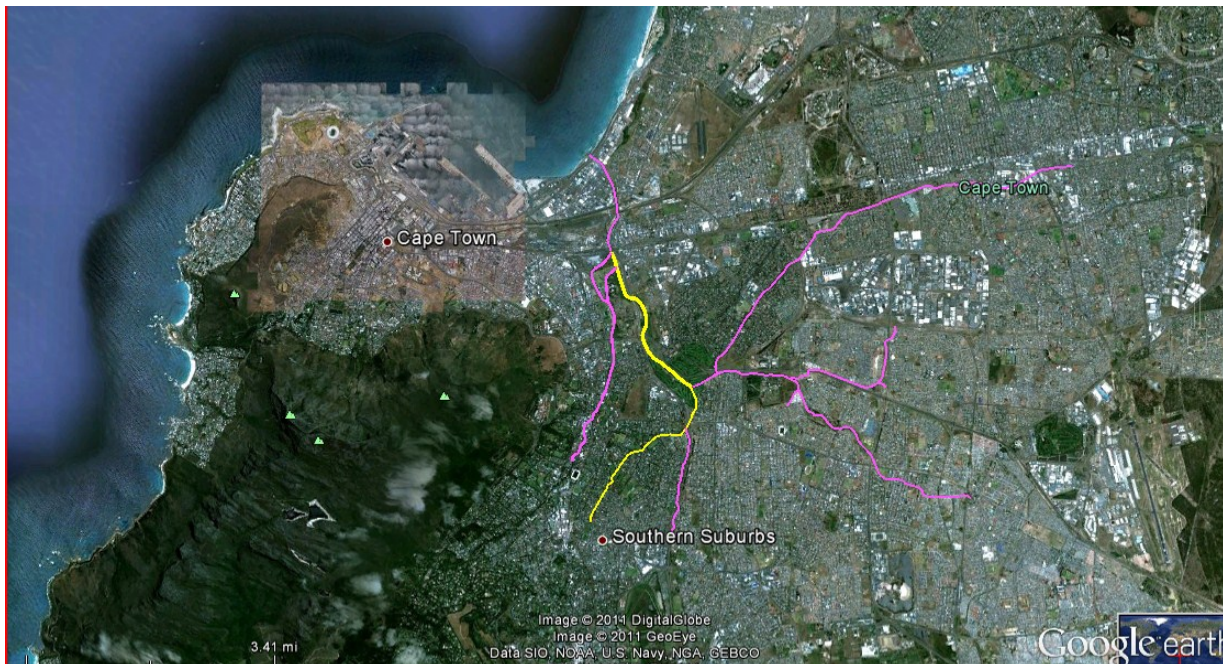 Cape Town
Cape Town
Southern Suburbs
Image © 2011 DigitalGlobe
Image © 2011 GeoEye
3.41 mi
Data SIO, NOAA, U.S. Navy, NGA, GEBCO
Google earth